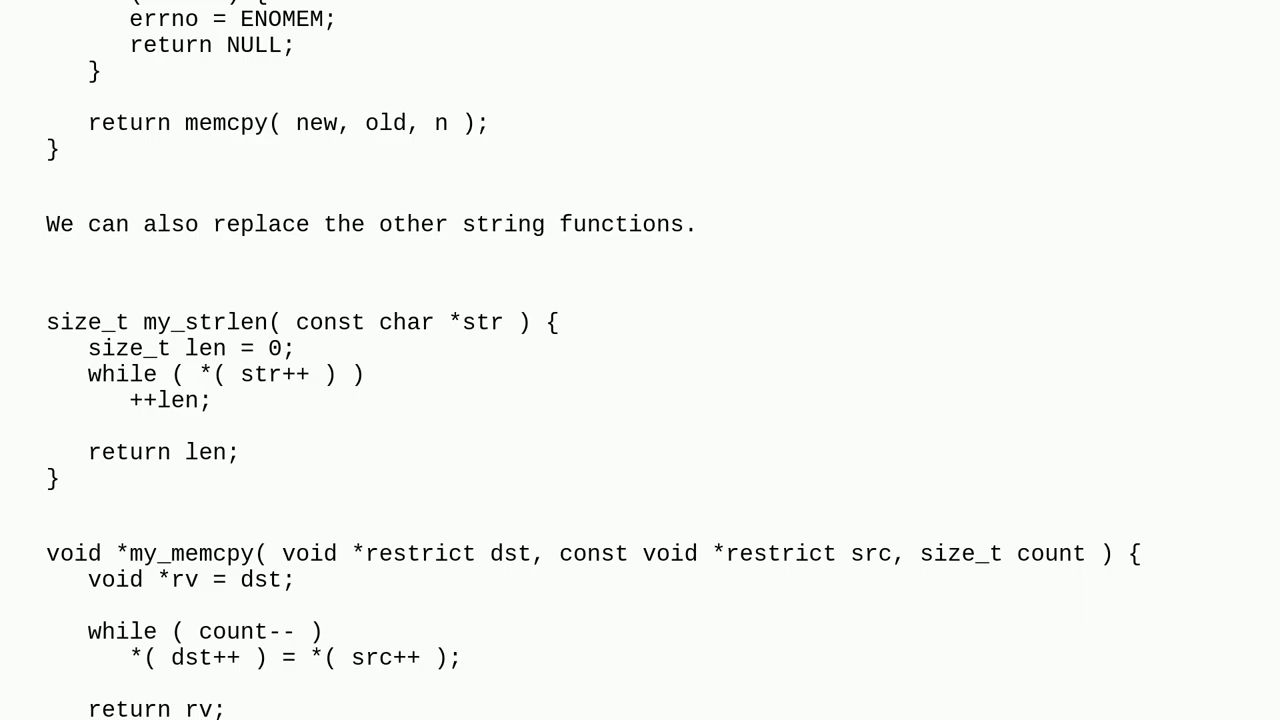 errno = ENOMEM;
return NULL;
}
return memcpy( new, old, n );
}
We can also replace the other string functions.
size_t my_strlen( const char *str ) {
size_t len = 0;
while ( *( str++ ) )
++len;
return len;
}
void *my_memcpy( void *restrict dst, const void *restrict src, size_t count ) {
void *rv = dst;
while ( count-- )
*( dst++ ) = *( src++ );
return rv;